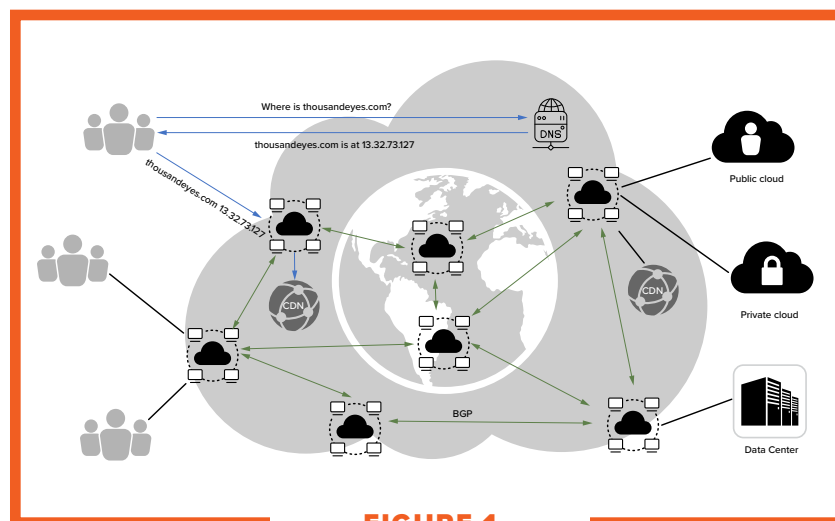 Where is thousandeyes.com?
DNS
thousandeyes.com is at 13.32.73.127
thousandeyes.com 13.32.73.127
Public cloud
CDN
CDN
Private cloud
BGP
Data Center
FIGURE 1